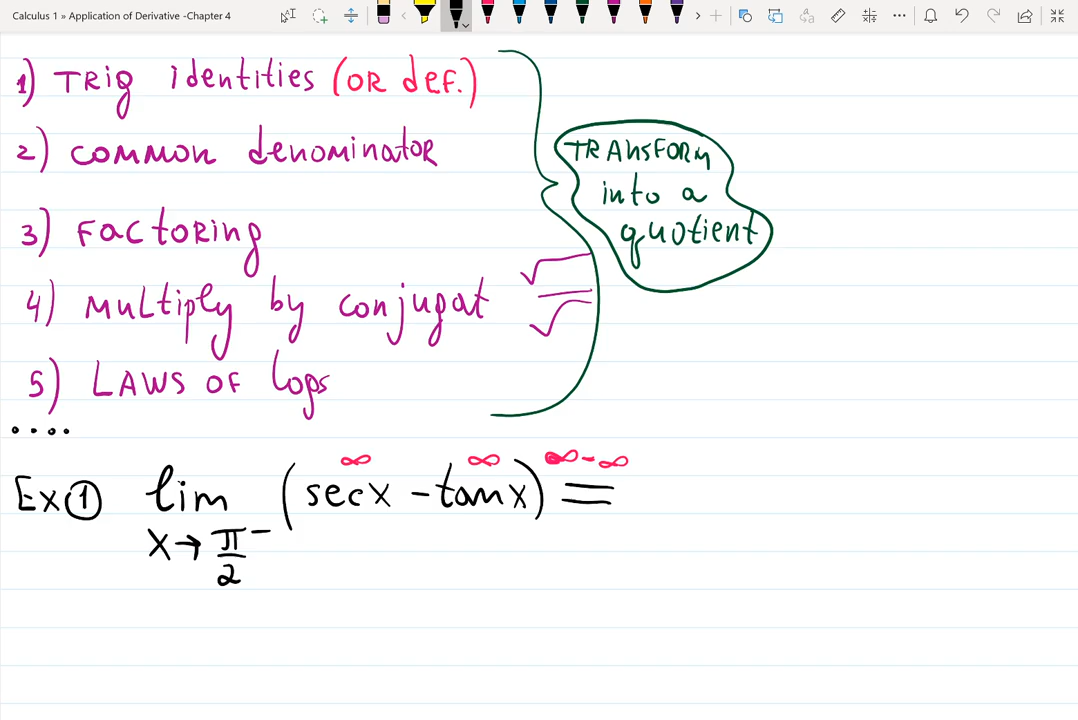 Calculus 1 » Application of Derivative -Chapter 4
1) TRig identities (OR def.)
2) common denominator
3) Factoring
4) Multiply by conjugat
5) LAWS OF Logs
....
TRANSFORM
into a
quotient
√
√
∞ ∞ ∞-∞
Ex① lim (secx - tanx) =
x→π/2⁻